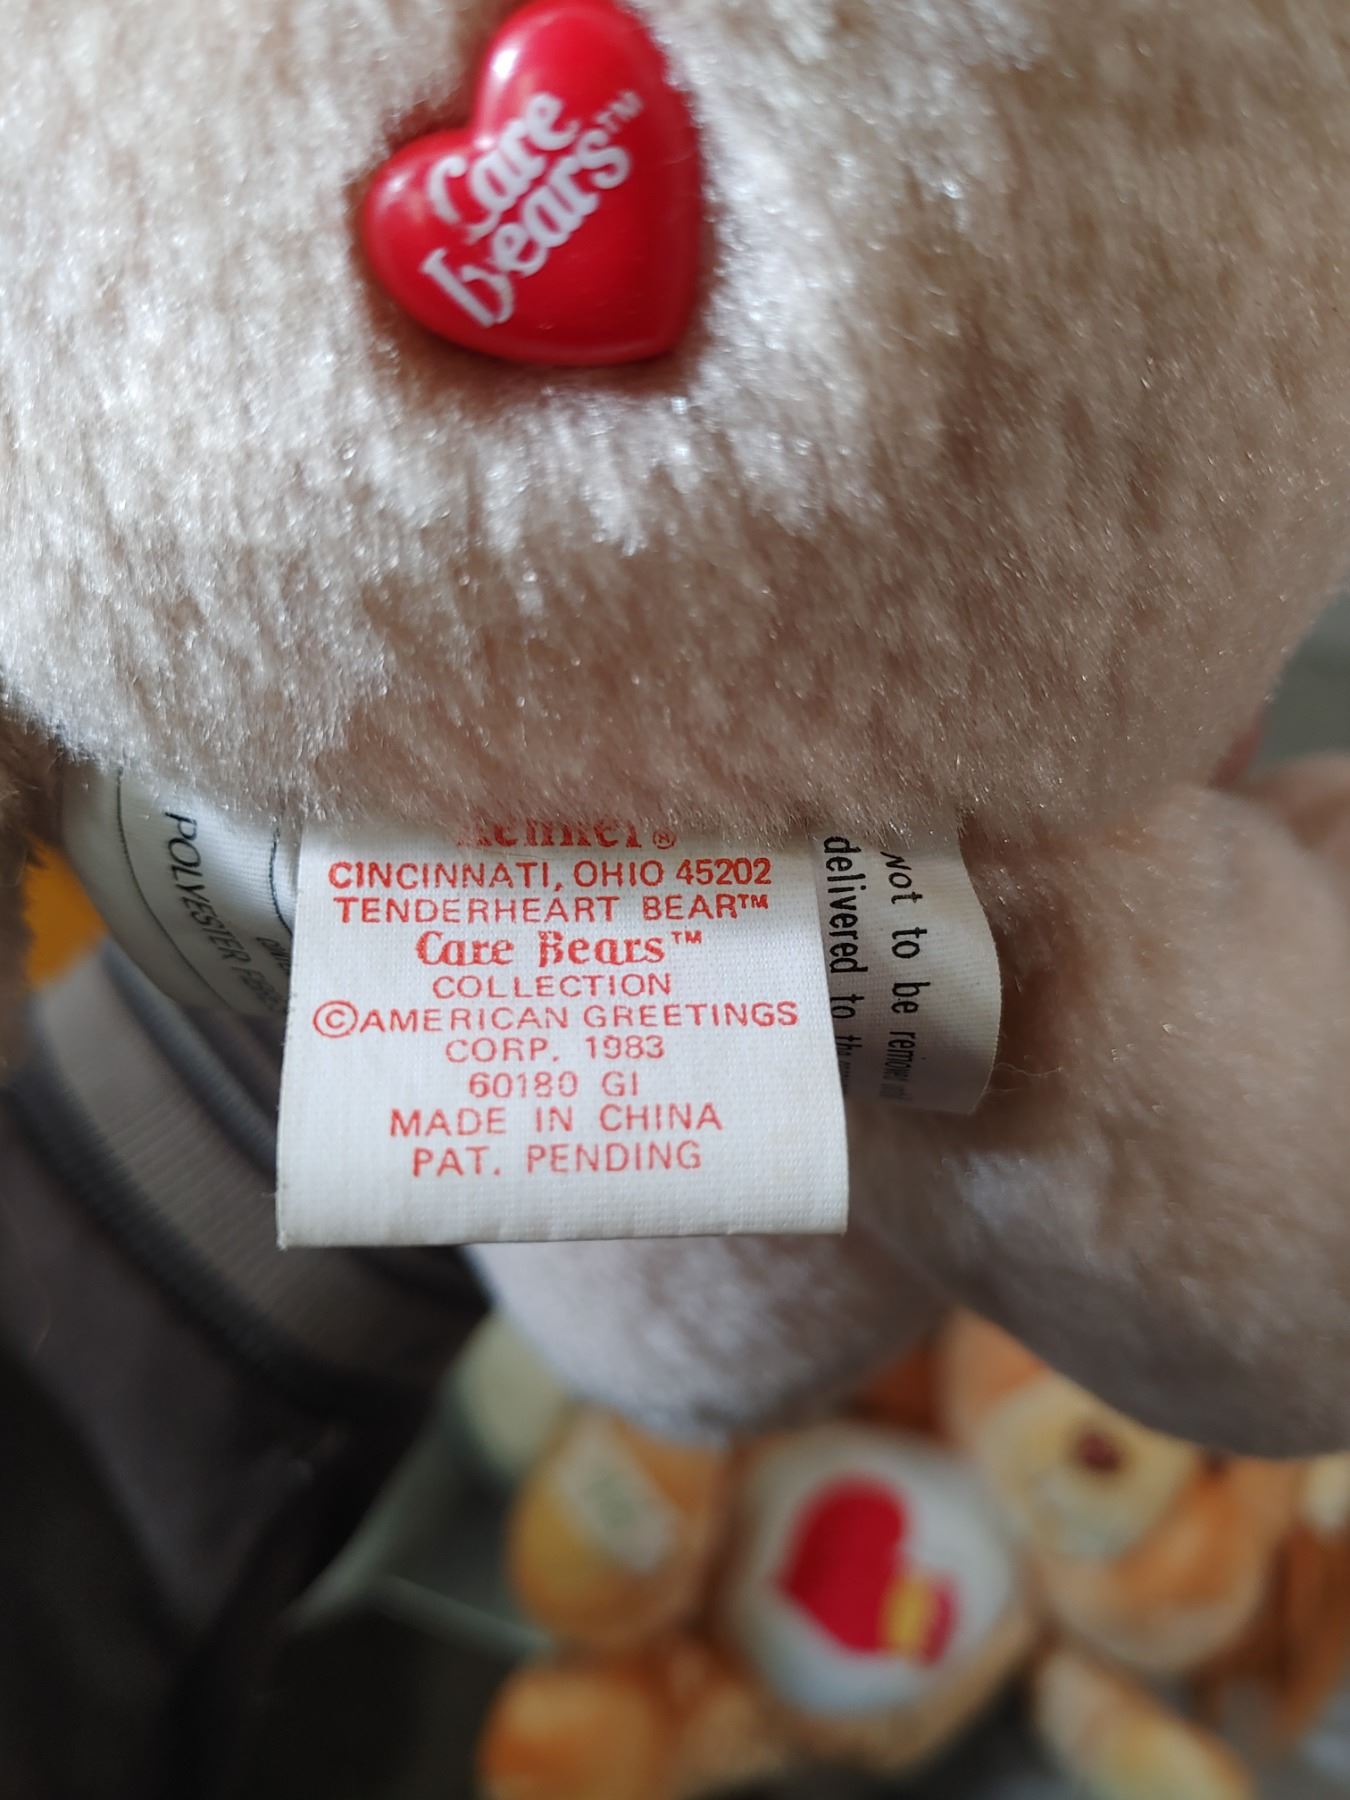 Care
Bears™
Kenner®
CINCINNATI, OHIO 45202
TENDERHEART BEAR™
Care Bears™
COLLECTION
©AMERICAN GREETINGS
CORP. 1983
60180 GI
MADE IN CHINA
PAT. PENDING
POLYESTER
Not to be
delivered to